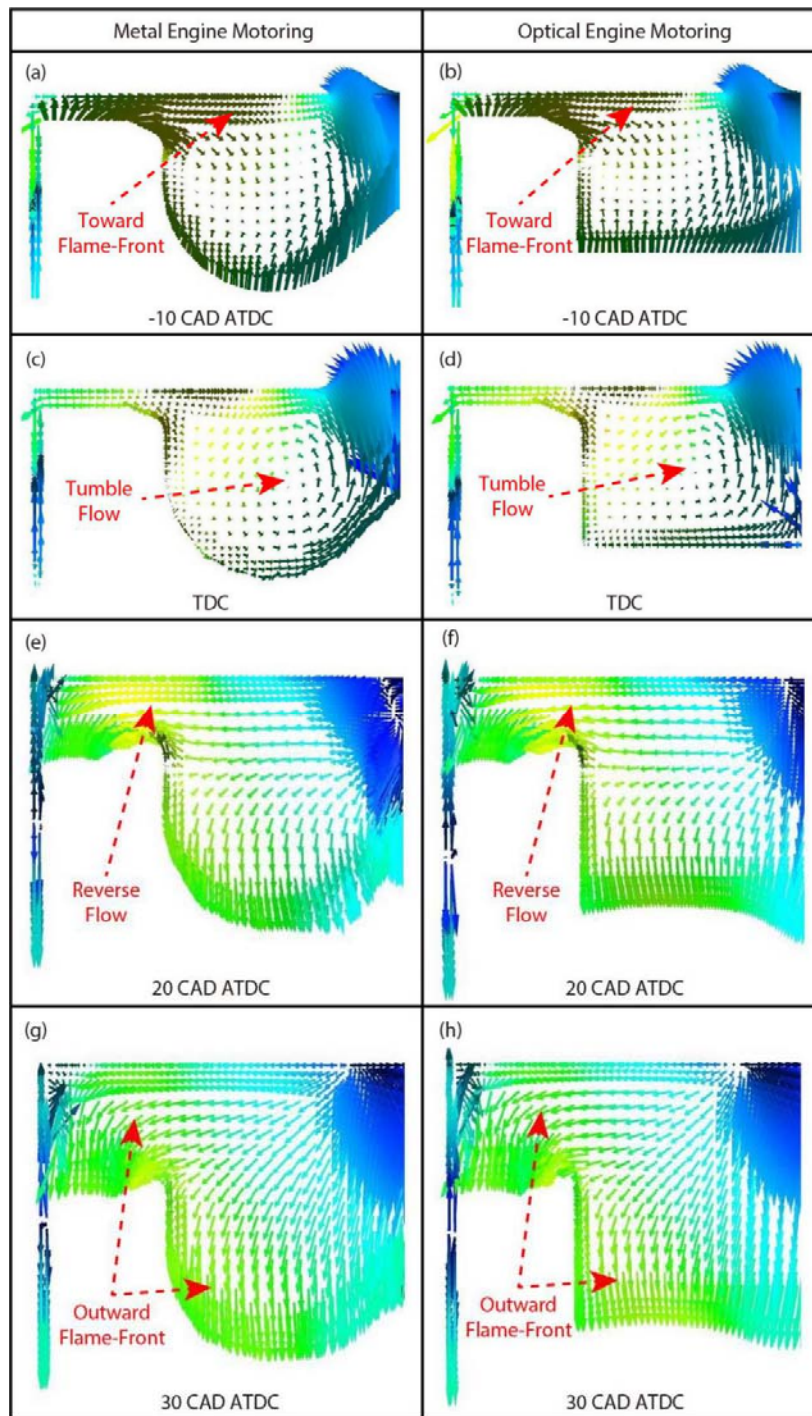 Metal Engine Motoring
Optical Engine Motoring
(a)
Toward
Flame-Front
-10 CAD ATDC
(b)
Toward
Flame-Front
-10 CAD ATDC
(c)
Tumble
Flow
TDC
(d)
Tumble
Flow
TDC
(e)
Reverse
Flow
20 CAD ATDC
(f)
Reverse
Flow
20 CAD ATDC
(g)
Outward
Flame-Front
30 CAD ATDC
(h)
Outward
Flame-Front
30 CAD ATDC